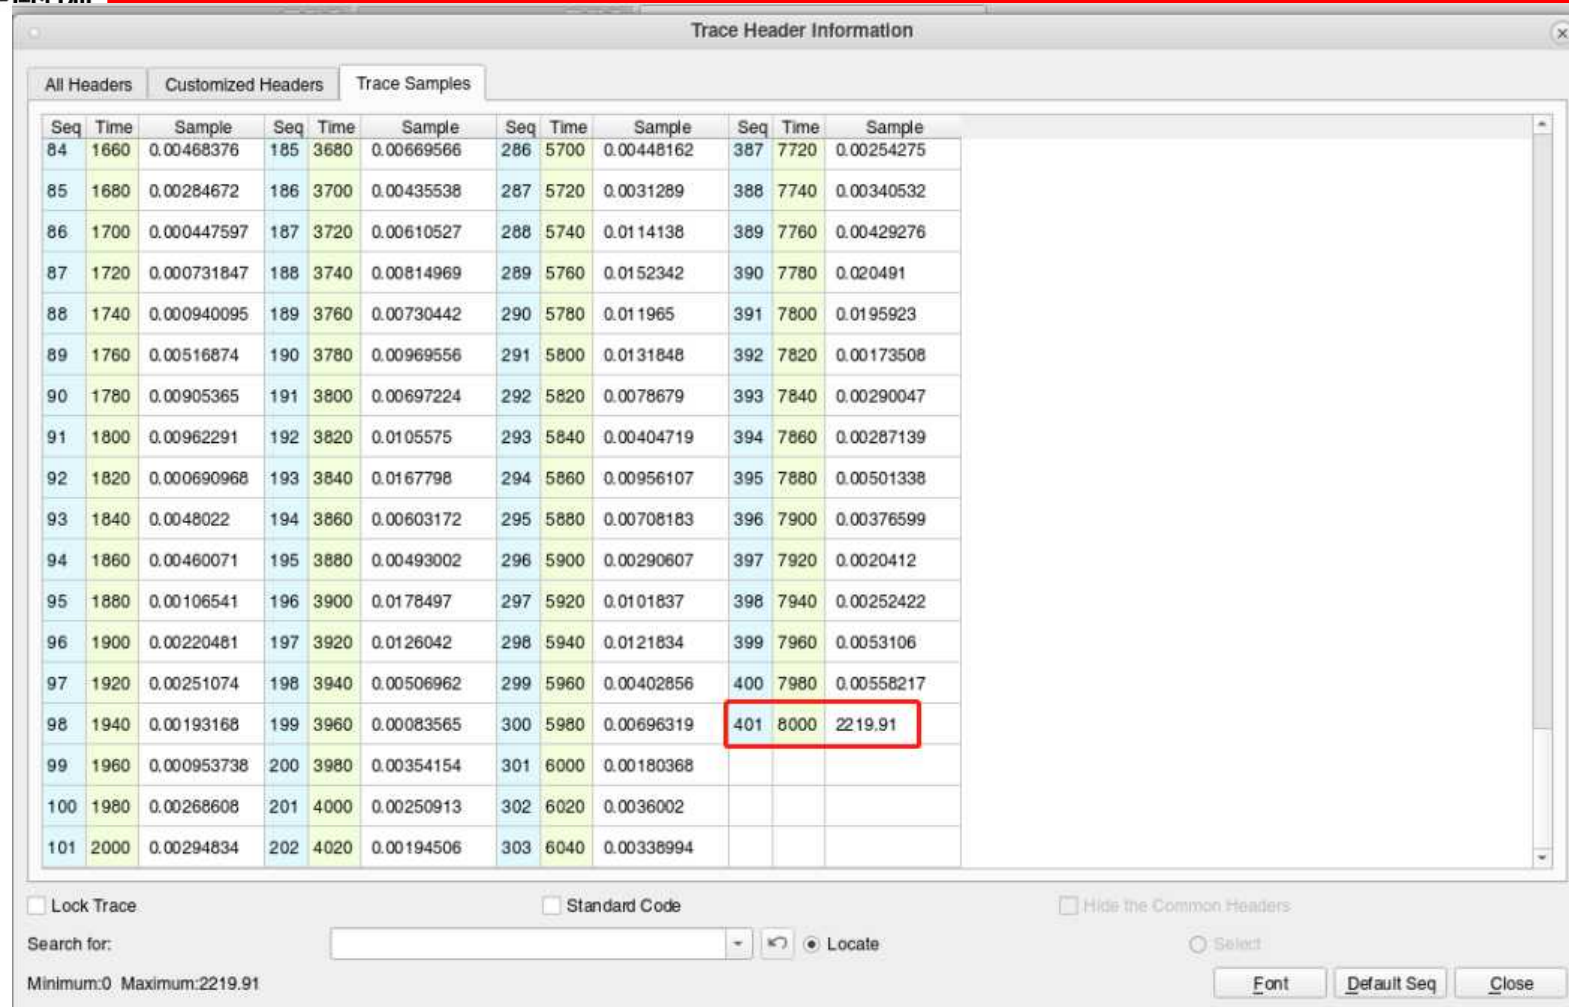 Trace Header Information
All Headers Customized Headers Trace Samples
Seq Time Sample Seq Time Sample Seq Time Sample Seq Time Sample
84 1660 0.00468376 185 3680 0.00669566 286 5700 0.00448162 387 7720 0.00254275
85 1680 0.00284672 186 3700 0.00435538 287 5720 0.0031289 388 7740 0.00340532
86 1700 0.000447597 187 3720 0.00610527 288 5740 0.0114138 389 7760 0.00429276
87 1720 0.000731847 188 3740 0.00814969 289 5760 0.0152342 390 7780 0.020491
88 1740 0.000940095 189 3760 0.00730442 290 5780 0.011965 391 7800 0.0195923
89 1760 0.00516874 190 3780 0.00969556 291 5800 0.0131848 392 7820 0.00173508
90 1780 0.00905365 191 3800 0.00697224 292 5820 0.0078679 393 7840 0.00290047
91 1800 0.00962291 192 3820 0.0105575 293 5840 0.00404719 394 7860 0.00287139
92 1820 0.000690968 193 3840 0.0167798 294 5860 0.00956107 395 7880 0.00501338
93 1840 0.0048022 194 3860 0.00603172 295 5880 0.00708183 396 7900 0.00376599
94 1860 0.00460071 195 3880 0.00493002 296 5900 0.00290607 397 7920 0.0020412
95 1880 0.00106541 196 3900 0.0178497 297 5920 0.0101837 398 7940 0.00252422
96 1900 0.00220481 197 3920 0.0126042 298 5940 0.0121834 399 7960 0.0053106
97 1920 0.00251074 198 3940 0.00506962 299 5960 0.00402856 400 7980 0.00558217
98 1940 0.00193168 199 3960 0.00083565 300 5980 0.00696319 401 8000 2219.91
99 1960 0.000953738 200 3980 0.00354154 301 6000 0.00180368
100 1980 0.00268608 201 4000 0.00250913 302 6020 0.0036002
101 2000 0.00294834 202 4020 0.00194506 303 6040 0.00338994
Lock Trace Standard Code Hide the Common Headers
Search for: Locate Select
Minimum:0 Maximum:2219.91 Font Default Seq Close